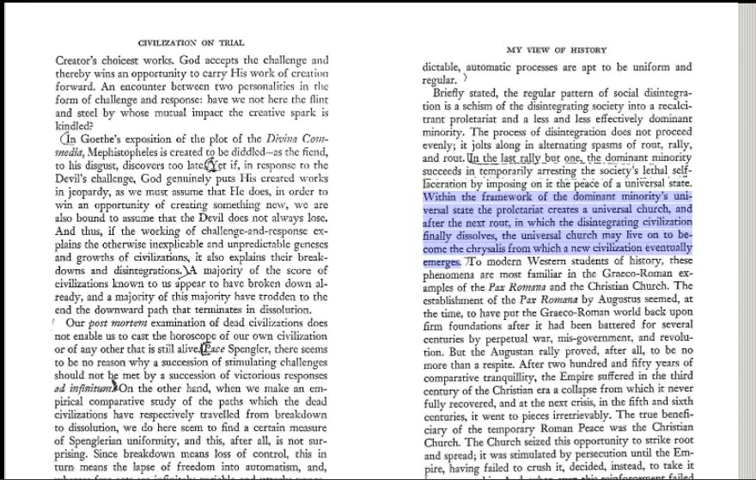 CIVILIZATION ON TRIAL
Creator's choicest works. God accepts the challenge and
thereby wins an opportunity to carry His work of creation
forward. An encounter between two personalities in the
form of challenge and response: have we not here the flint
and steel by whose mutual impact the creative spark is
kindled?
In Goethe's exposition of the plot of the Divina Com-
media, Mephistopheles is created to be diddled—as the fiend,
to his disgust, discovers too late. Yet if, in response to the
Devil's challenge, God genuinely puts His created works
in jeopardy, as we must assume that He does, in order to
win an opportunity of creating something new, we are
also bound to assume that the Devil does not always lose.
And thus, if the working of challenge-and-response ex-
plains the otherwise inexplicable and unpredictable geneses
and growths of civilizations, it also explains their break-
downs and disintegrations. A majority of the score of
civilizations known to us appear to have broken down al-
ready, and a majority of this majority have trodden to the
end the downward path that terminates in dissolution.
Our post mortem examination of dead civilizations does
not enable us to cast the horoscope of our own civilization
or of any other that is still alive. Pace Spengler, there seems
to be no reason why a succession of stimulating challenges
should not be met by a succession of victorious responses
ad infinitum. On the other hand, when we make an em-
pirical comparative study of the paths which the dead
civilizations have respectively travelled from breakdown
to dissolution, we do here seem to find a certain measure
of Spenglerian uniformity, and this, after all, is not sur-
prising. Since breakdown means loss of control, this in
turn means the lapse of freedom into automatism, and,
MY VIEW OF HISTORY
dictable, automatic processes are apt to be uniform and
regular.
Briefly stated, the regular pattern of social disintegra-
tion is a schism of the disintegrating society into a recalci-
trant proletariat and a less and less effectively dominant
minority. The process of disintegration does not proceed
evenly; it jolts along in alternating spasms of rout, rally,
and rout. In the last rally but one, the dominant minority
succeeds in temporarily arresting the society's lethal self-
laceration by imposing on it the peace of a universal state.
Within the framework of the dominant minority's uni-
versal state the proletariat creates a universal church, and
after the next rout, in which the disintegrating civilization
finally dissolves, the universal church may live on to be-
come the chrysalis from which a new civilization eventually
emerges. To modern Western students of history, these
phenomena are most familiar in the Graeco-Roman ex-
amples of the Pax Romana and the Christian Church. The
establishment of the Pax Romana by Augustus seemed, at
the time, to have put the Graeco-Roman world back upon
firm foundations after it had been battered for several
centuries by perpetual war, mis-government, and revolu-
tion. But the Augustan rally proved, after all, to be no
more than a respite. After two hundred and fifty years of
comparative tranquillity, the Empire suffered in the third
century of the Christian era a collapse from which it never
fully recovered, and at the next crisis, in the fifth and sixth
centuries, it went to pieces irretrievably. The true benefi-
ciary of the temporary Roman Peace was the Christian
Church. The Church seized this opportunity to strike root
and spread; it was stimulated by persecution until the Em-
pire, having failed to crush it, decided, instead, to take it